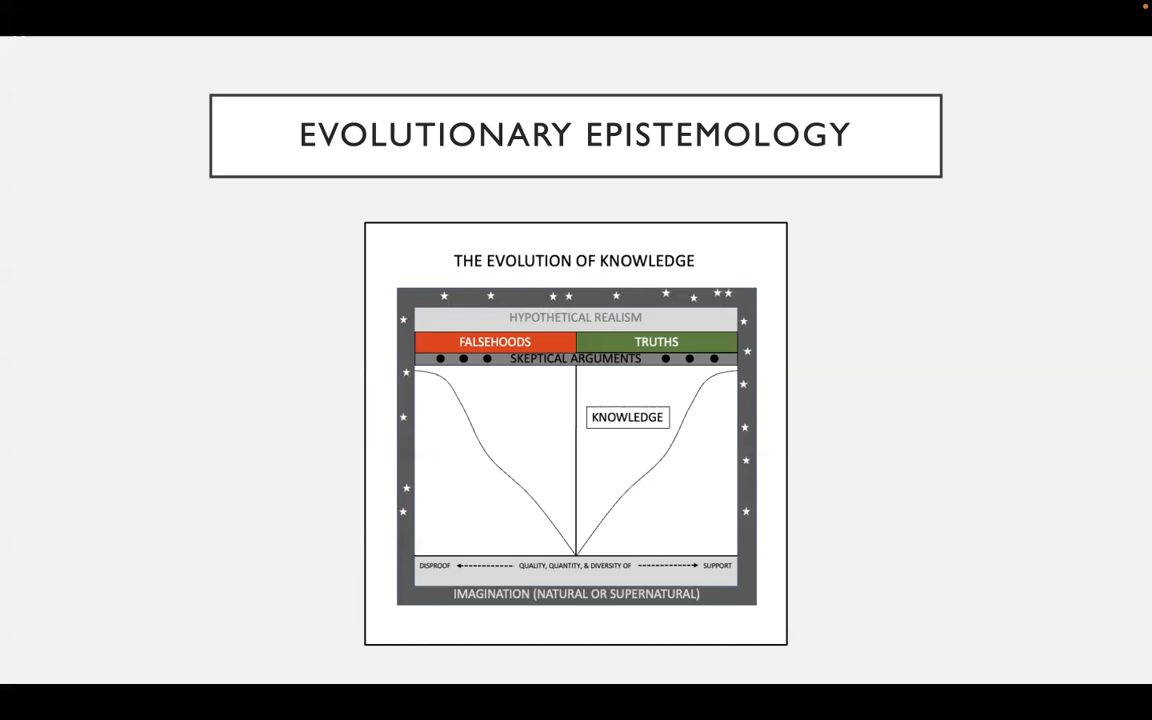 EVOLUTIONARY EPISTEMOLOGY
THE EVOLUTION OF KNOWLEDGE
HYPOTHETICAL REALISM
FALSEHOODS TRUTHS
SKEPTICAL ARGUMENTS
KNOWLEDGE
DISPROOF QUALITY, QUANTITY, & DIVERSITY OF SUPPORT
IMAGINATION (NATURAL OR SUPERNATURAL)